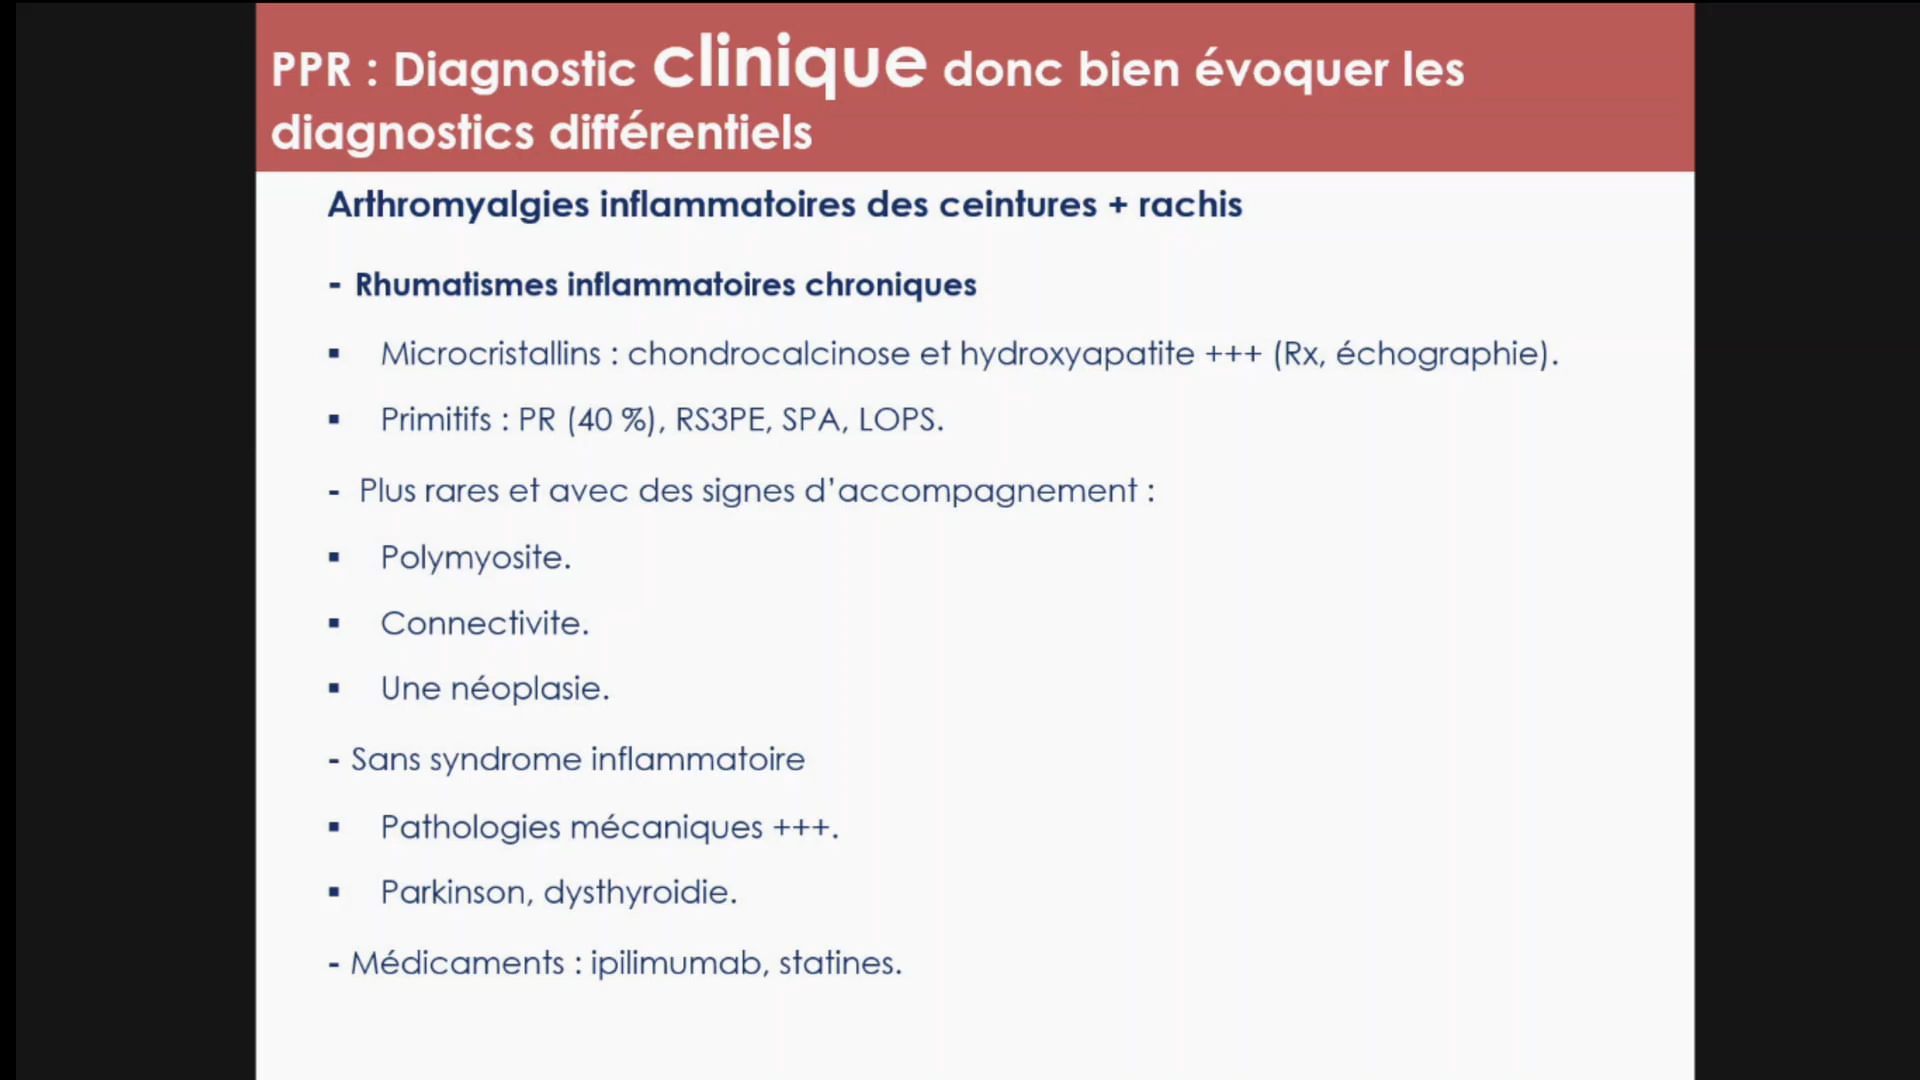 PPR : Diagnostic clinique donc bien évoquer les
diagnostics différentiels
Arthromyalgies inflammatoires des ceintures + rachis
- Rhumatismes inflammatoires chroniques
▪ Microcristallins : chondrocalcinose et hydroxyapatite +++ (Rx, échographie).
▪ Primitifs : PR (40 %), RS3PE, SPA, LOPS.
- Plus rares et avec des signes d’accompagnement :
▪ Polymyosite.
▪ Connectivite.
▪ Une néoplasie.
- Sans syndrome inflammatoire
▪ Pathologies mécaniques +++.
▪ Parkinson, dysthyroidie.
- Médicaments : ipilimumab, statines.